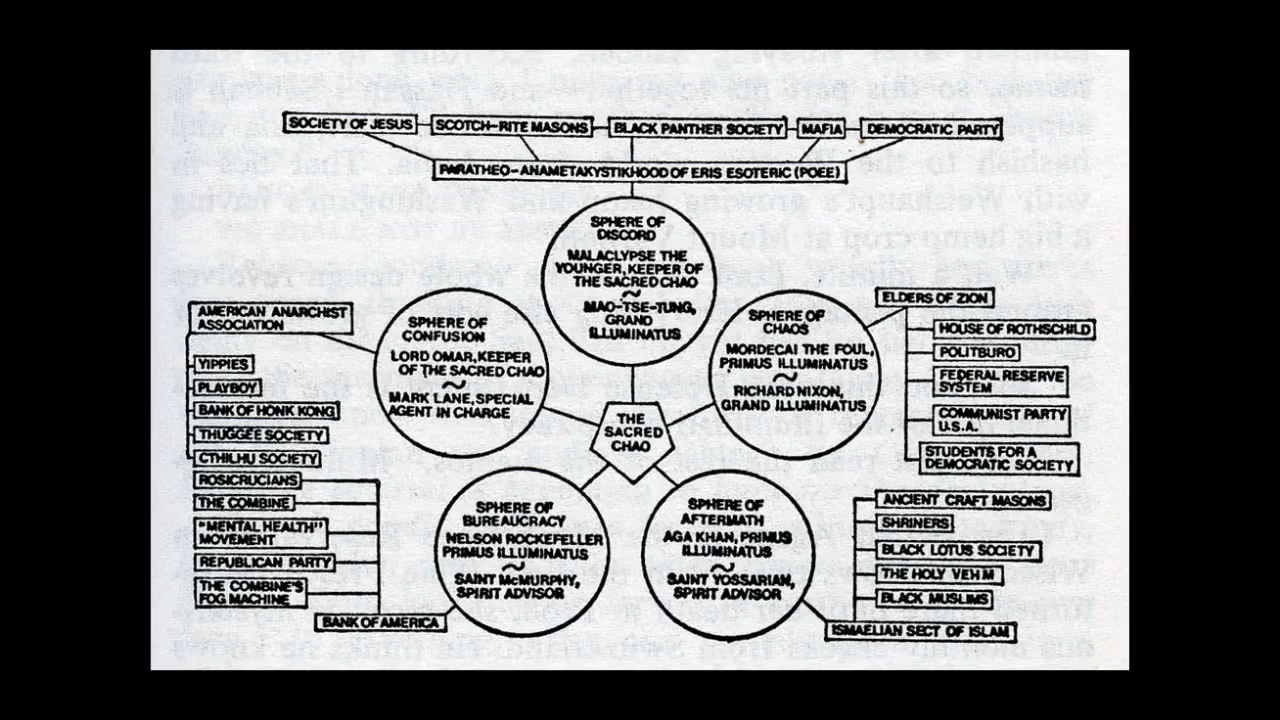 SOCIETY OF JESUS
SCOTCH-RITE MASONS
BLACK PANTHER SOCIETY
MAFIA
DEMOCRATIC PARTY
PARATHEO-ANAMETAKYSTIKHOOD OF ERIS ESOTERIC (POEE)
SPHERE OF
DISCORD
MALACLYPSE THE
YOUNGER, KEEPER OF
THE SACRED CHAO
~
MAO-TSE-TUNG,
GRAND
ILLUMINATUS
AMERICAN ANARCHIST
ASSOCIATION
YIPPIES
PLAYBOY
BANK OF HONK KONG
THUGGEE SOCIETY
CTHILHU SOCIETY
SPHERE OF
CONFUSION
LORD OMAR, KEEPER
OF THE SACRED CHAO
~
MARK LANE, SPECIAL
AGENT IN CHARGE
SPHERE OF
CHAOS
MORDECAI THE FOUL,
PRIMUS ILLUMINATUS
~
RICHARD NIXON,
GRAND ILLUMINATUS
ELDERS OF ZION
HOUSE OF ROTHSCHILD
POLITBURO
FEDERAL RESERVE
SYSTEM
COMMUNIST PARTY
U.S.A.
STUDENTS FOR A
DEMOCRATIC SOCIETY
THE
SACRED
CHAO
ROSICRUCIANS
THE COMBINE
"MENTAL HEALTH"
MOVEMENT
REPUBLICAN PARTY
THE COMBINE'S
FOG MACHINE
BANK OF AMERICA
SPHERE OF
BUREAUCRACY
NELSON ROCKEFELLER
PRIMUS ILLUMINATUS
~
SAINT McMURPHY,
SPIRIT ADVISOR
SPHERE OF
AFTERMATH
AGA KHAN, PRIMUS
ILLUMINATUS
~
SAINT YOSSARIAN,
SPIRIT ADVISOR
ANCIENT CRAFT MASONS
SHRINERS
BLACK LOTUS SOCIETY
THE HOLY VEHM
BLACK MUSLIMS
ISMAELIAN SECT OF ISLAM